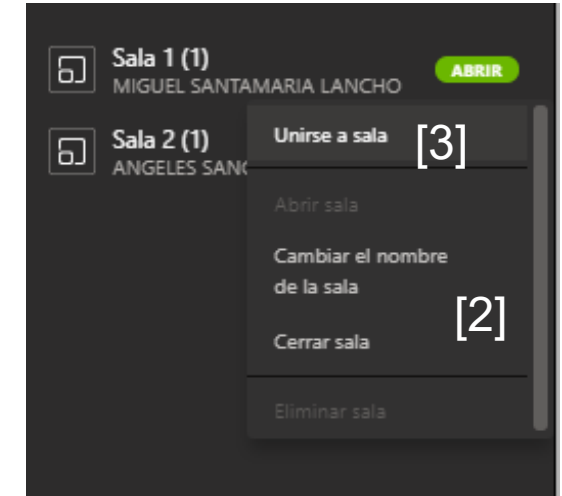 Sala 1 (1)
MIGUEL SANTAMARIA LANCHO
ABRIR
Sala 2 (1)
ANGELES
Unirse a sala
[3]
Abrir sala
Cambiar el nombre
de la sala
[2]
Cerrar sala
Eliminar sala